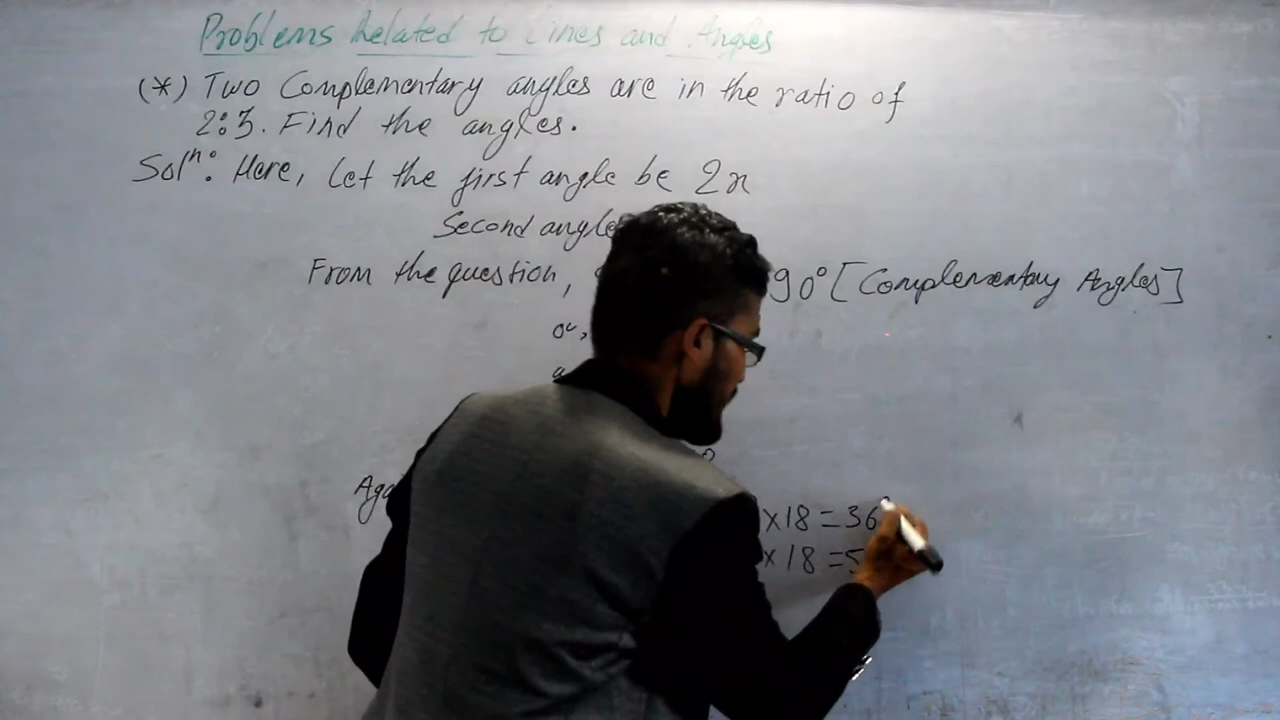 Problems Related to Lines and Angles
(*) Two Complementary angles are in the ratio of
2:3. Find the angles.
Solⁿ: Here, Let the first angle be 2x
Second angle
From the question, 90° [Complementary Angles]
or,
×18 = 36°
×18 = 5